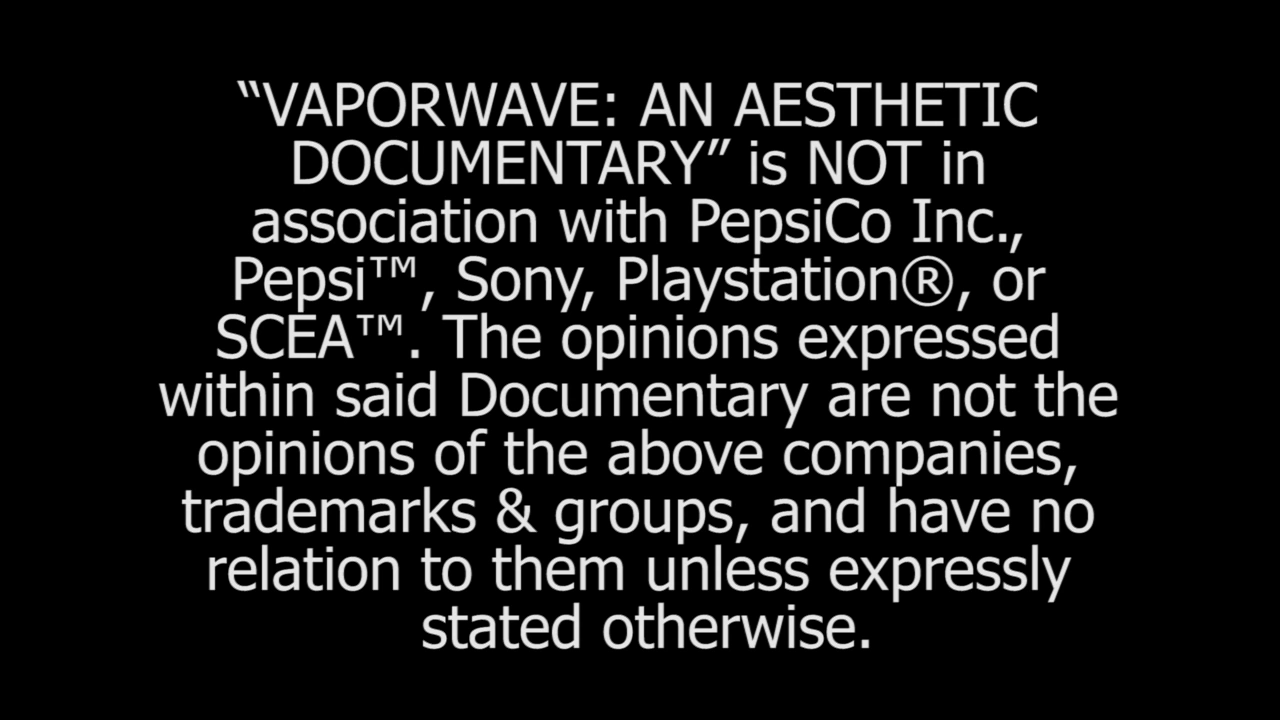 “VAPORWAVE: AN AESTHETIC
DOCUMENTARY” is NOT in
association with PepsiCo Inc.,
Pepsi™, Sony, Playstation®, or
SCEA™. The opinions expressed
within said Documentary are not the
opinions of the above companies,
trademarks & groups, and have no
relation to them unless expressly
stated otherwise.